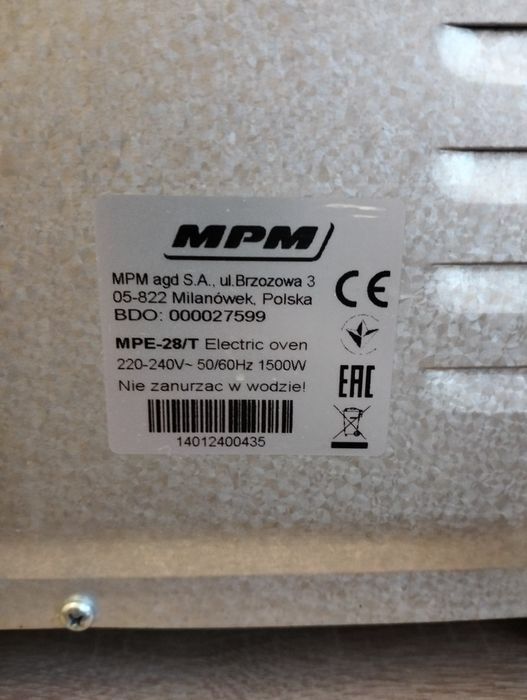 MPM
MPM agd S.A., ul.Brzozowa 3
05-822 Milanówek, Polska
BDO: 000027599
MPE-28/T Electric oven
220-240V~ 50/60Hz 1500W
Nie zanurzac w wodzie!
14012400435
CE
EAC